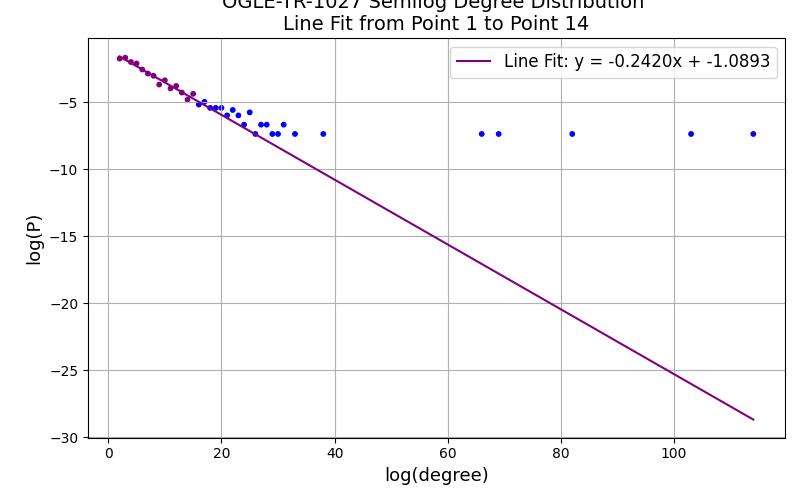 OGLE-TR-1027 Semilog Degree Distribution
Line Fit from Point 1 to Point 14
Line Fit: y = -0.2420x + -1.0893
−5
−10
−15
−20
−25
−30
log(P)
0 20 40 60 80 100
log(degree)